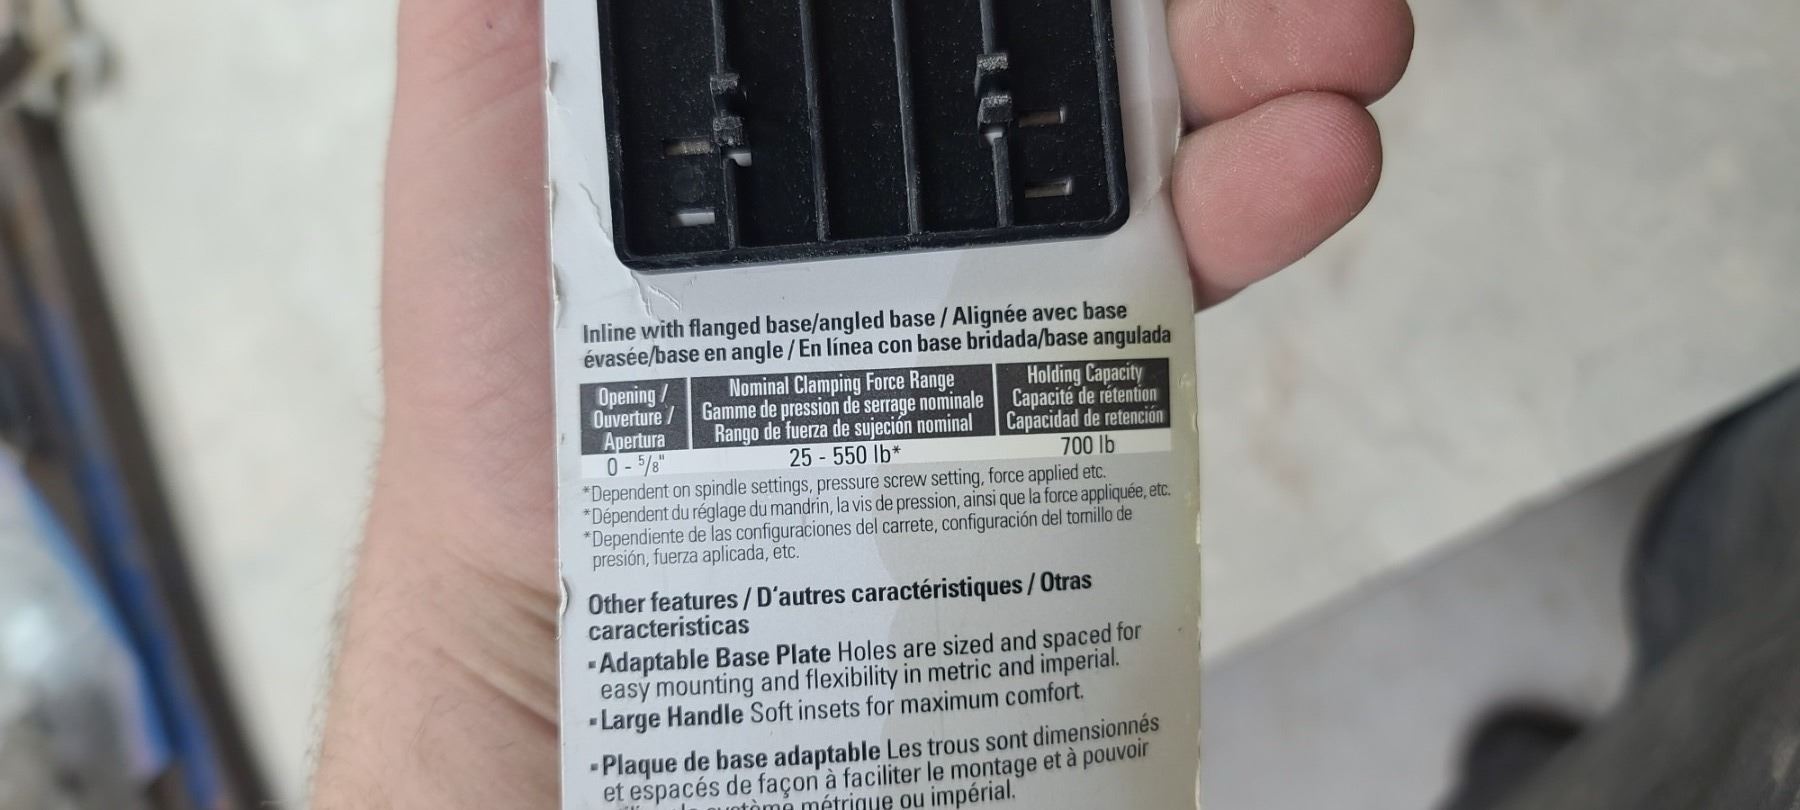 Inline with flanged base/angled base / Alignée avec base
évasée/base en angle / En línea con base bridada/base angulada
Opening /
Ouverture /
Apertura
Nominal Clamping Force Range
Gamme de pression de serrage nominale
Rango de fuerza de sujeción nominal
Holding Capacity
Capacité de rétention
Capacidad de retención
0 - 5/8"
25 - 550 lb*
700 lb
*Dependent on spindle settings, pressure screw setting, force applied etc.
*Dépendent du réglage du mandrin, la vis de pression, ainsi que la force appliquée, etc.
*Dependiente de las configuraciones del carrete, configuración del tornillo de
presión, fuerza aplicada, etc.
Other features / D'autres caractéristiques / Otras
caracteristicas
▪Adaptable Base Plate Holes are sized and spaced for
easy mounting and flexibility in metric and imperial.
▪Large Handle Soft insets for maximum comfort.
▪Plaque de base adaptable Les trous sont dimensionnés
et espacés de façon à faciliter le montage et à pouvoir
système métrique ou impérial.